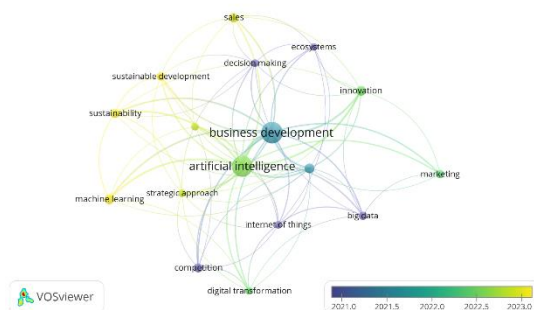 sales
ecosystems
decision making
sustainable development
innovation
sustainability
business development
artificial intelligence
marketing
strategic approach
machine learning
big data
internet of things
competition
digital transformation
VOSviewer
2021.0 2021.5 2022.0 2022.5 2023.0